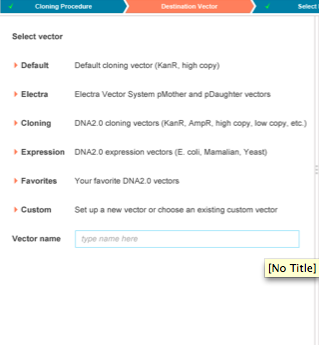 Cloning Procedure Destination Vector Select
Select vector
Default Default cloning vector (KanR, high copy)
Electra Electra Vector System pMother and pDaughter vectors
Cloning DNA2.0 cloning vectors (KanR, AmpR, high copy, low copy, etc.)
Expression DNA2.0 expression vectors (E. coli, Mamalian, Yeast)
Favorites Your favorite DNA2.0 vectors
Custom Set up a new vector or choose an existing custom vector
Vector name type name here
[No Title]